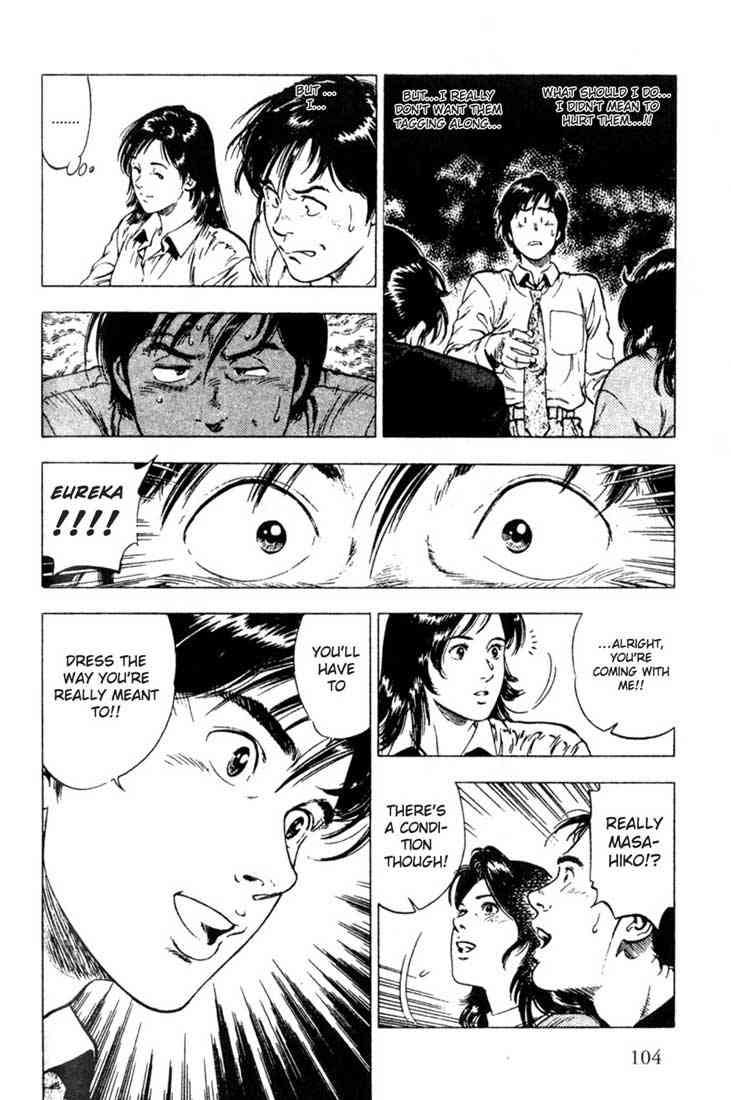 WHAT SHOULD I DO...
I DIDN'T MEAN TO
HURT THEM...!!
BUT...I REALLY
DON'T WANT THEM
TAGGING ALONG...
BUT ...
I...
.......
EUREKA
!!!!
...ALRIGHT,
YOU'RE
COMING WITH
ME!!
REALLY
MASA-
HIKO!?
THERE'S
A CONDI-
TION
THOUGH!
YOU'LL
HAVE
TO
DRESS THE
WAY YOU'RE
REALLY MEANT
TO!!
104